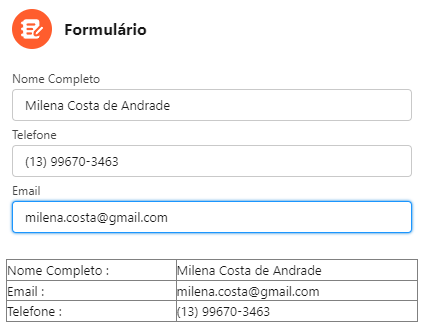 Formulário
Nome Completo
Milena Costa de Andrade
Telefone
(13) 99670-3463
Email
milena.costa@gmail.com
Nome Completo : Milena Costa de Andrade
Email : milena.costa@gmail.com
Telefone : (13) 99670-3463